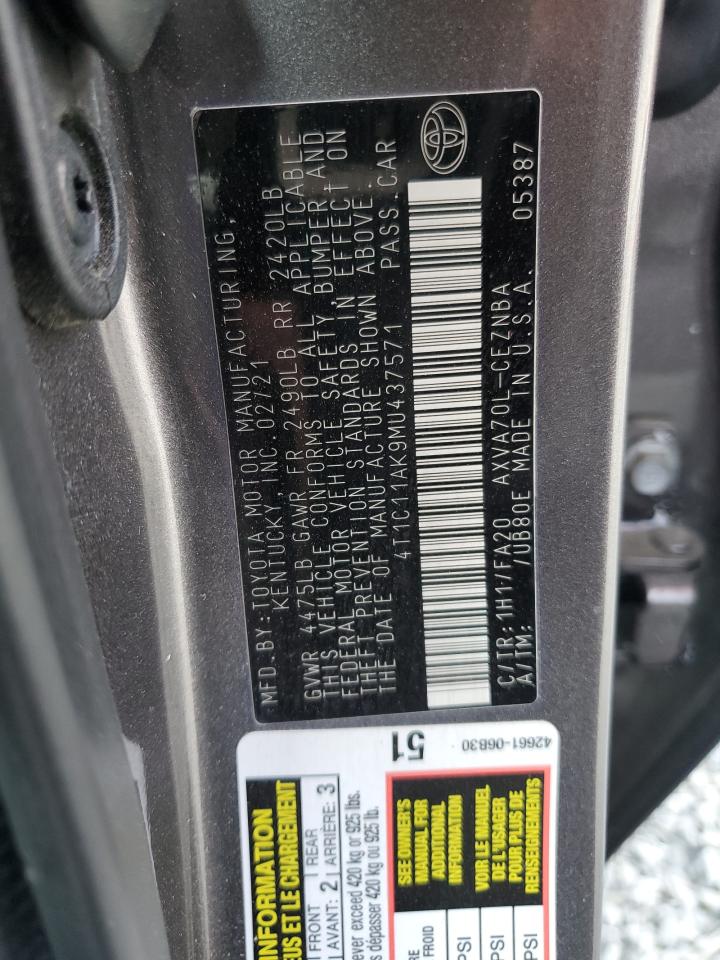 MFD. BY: TOYOTA MOTOR MANUFACTURING,
KENTUCKY, INC. 02/21
GVWR 4475LB GAWR FR 2490LB RR 2420LB
THIS VEHICLE CONFORMS TO ALL APPLICABLE
FEDERAL MOTOR VEHICLE SAFETY, BUMPER AND
THEFT PREVENTION STANDARDS IN EFFECT ON
THE DATE OF MANUFACTURE SHOWN ABOVE.
4T1C11AK9MU437571 PASS.CAR
C/TR: 1H1/FA20 AXVA70L-CEZNBA
A/TM: /UB80E MADE IN U.S.A. 05387
INFORMATION
EUS ET LE CHARGEMENT
FRONT 2 REAR 3
AVANT: ARRIÈRE:
ever exceed 420 kg or 925 lbs.
s dépasser 420 kg ou 925 lb.
51
42661-06B30
RE
FROID
PSI
PSI
PSI
SEE OWNER'S
MANUAL FOR
ADDITIONAL
INFORMATION
VOIR LE MANUEL
DE L'USAGER
POUR PLUS DE
RENSEIGNEMENTS